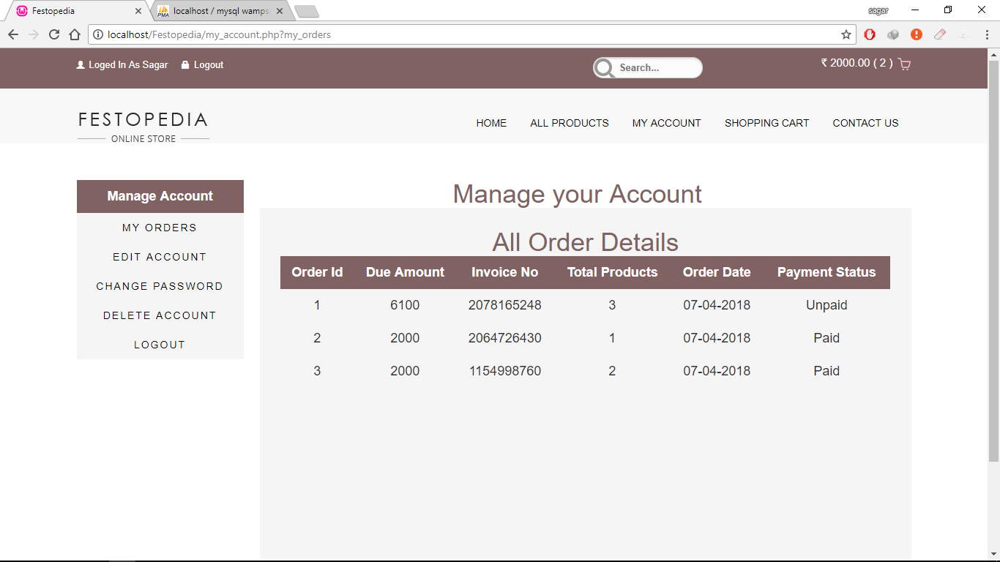 Festopedia
localhost / mysql wamps
sagar
localhost/Festopedia/my_account.php?my_orders
Loged In As Sagar Logout
Search...
₹ 2000.00 ( 2 )
FESTOPEDIA
ONLINE STORE
HOME ALL PRODUCTS MY ACCOUNT SHOPPING CART CONTACT US
Manage Account
MY ORDERS
EDIT ACCOUNT
CHANGE PASSWORD
DELETE ACCOUNT
LOGOUT
Manage your Account
All Order Details
Order Id Due Amount Invoice No Total Products Order Date Payment Status
1 6100 2078165248 3 07-04-2018 Unpaid
2 2000 2064726430 1 07-04-2018 Paid
3 2000 1154998760 2 07-04-2018 Paid